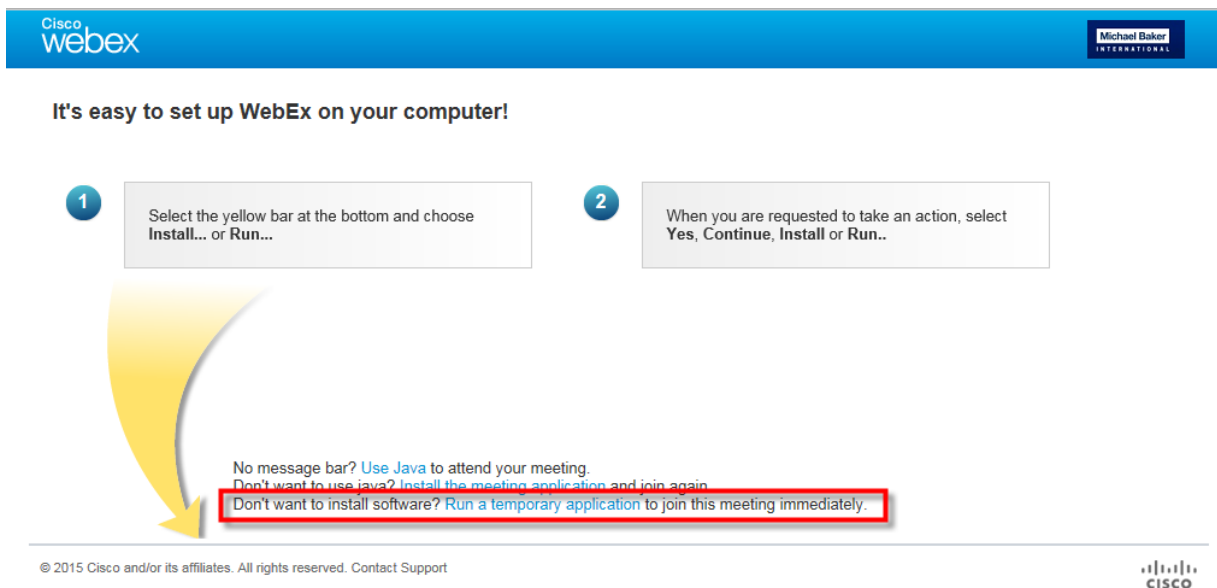 Cisco
webex
Michael Baker
INTERNATIONAL
It's easy to set up WebEx on your computer!
1
Select the yellow bar at the bottom and choose
Install... or Run...
2
When you are requested to take an action, select
Yes, Continue, Install or Run..
No message bar? Use Java to attend your meeting.
Don't want to use java? Install the meeting application and join again
Don't want to install software? Run a temporary application to join this meeting immediately.
© 2015 Cisco and/or its affiliates. All rights reserved. Contact Support
CISCO